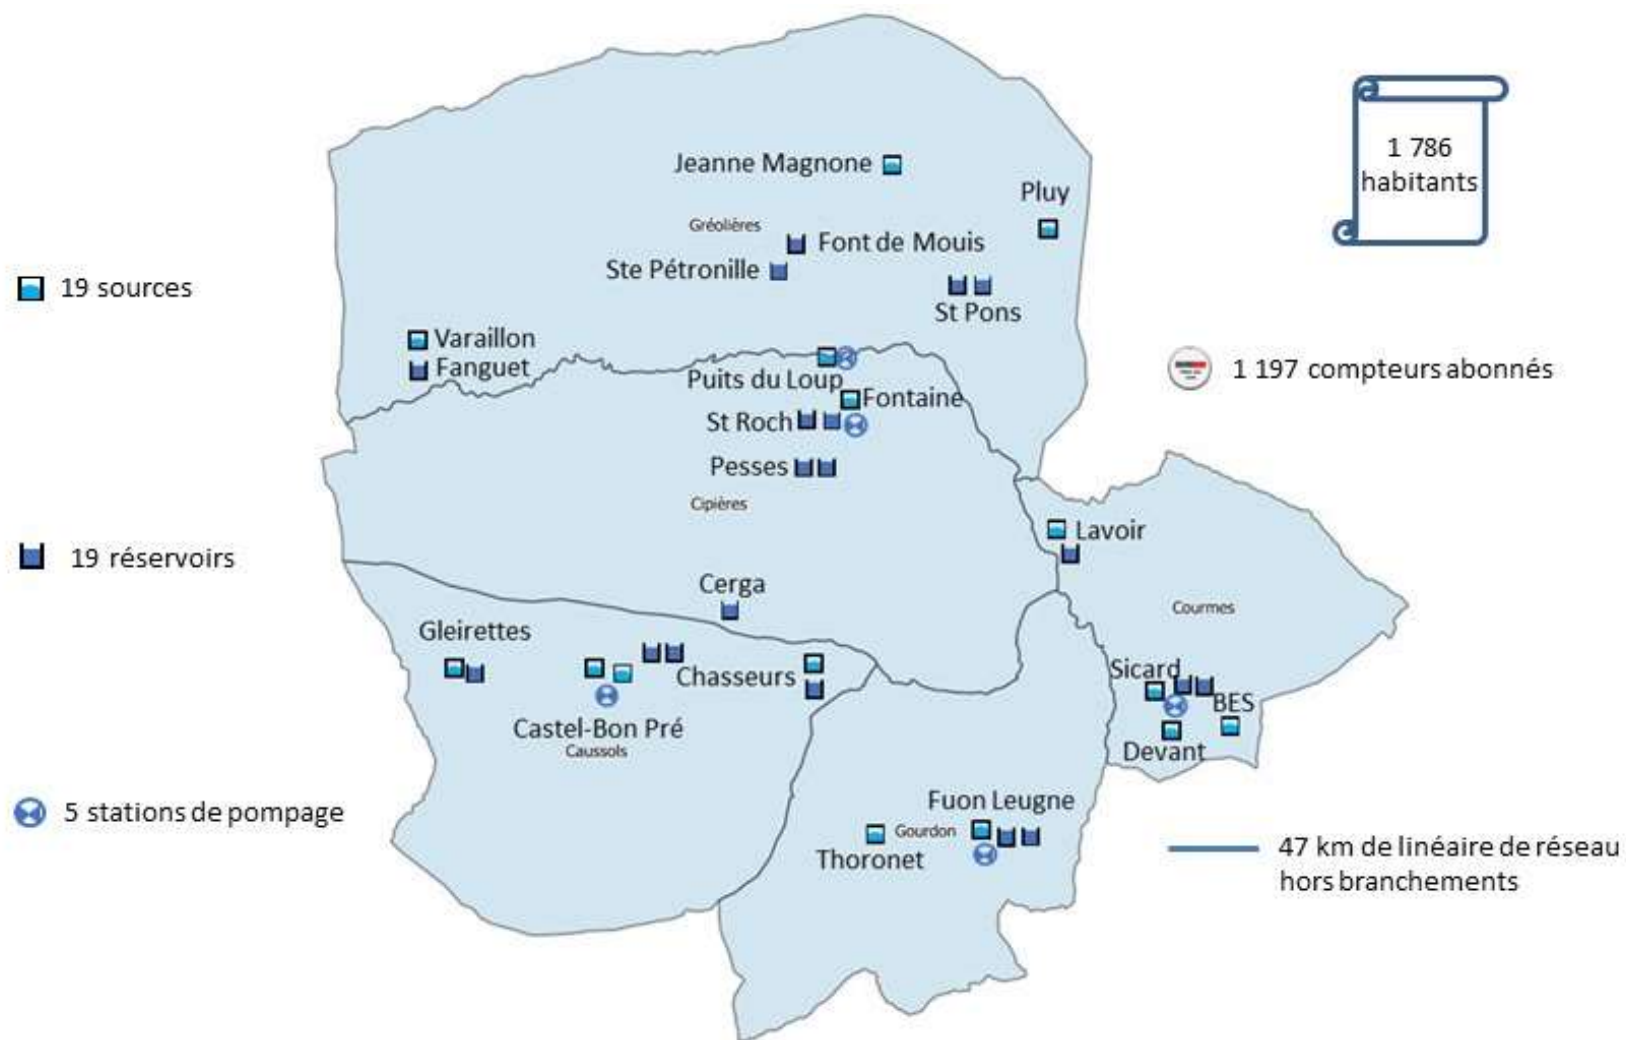 1 786
habitants
Jeanne Magnone
Pluy
Gréolières
Font de Mouis
Ste Pétronille
19 sources
St Pons
Varaillon
Fanguet
Puits du Loup
1 197 compteurs abonnés
Fontaine
St Roch
Pesses
Cipières
Lavoir
19 réservoirs
Cerga
Courmes
Gleirettes
Chasseurs
Sicard
BES
Castel-Bon Pré
Caussols
Devant
5 stations de pompage
Fuon Leugne
Gourdon
Thoronet
47 km de linéaire de réseau
hors branchements